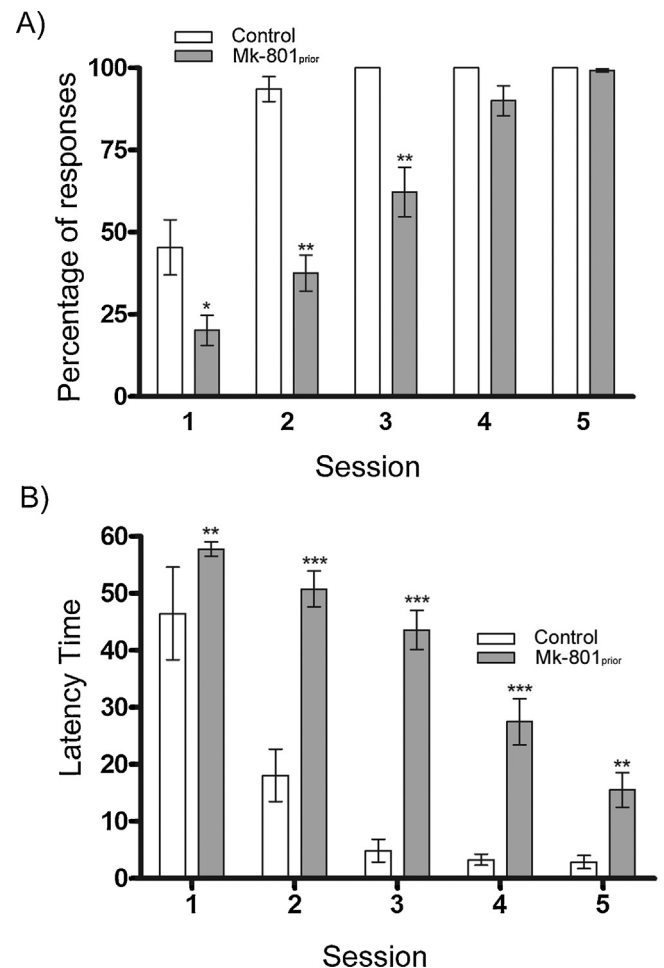 A)
Control
Mk-801prior
Percentage of responses
100
75
50
25
0
*
**
**
1 2 3 4 5
Session
B)
Latency Time
60
50
40
30
20
10
0
**
***
***
***
**
Control
Mk-801prior
1 2 3 4 5
Session